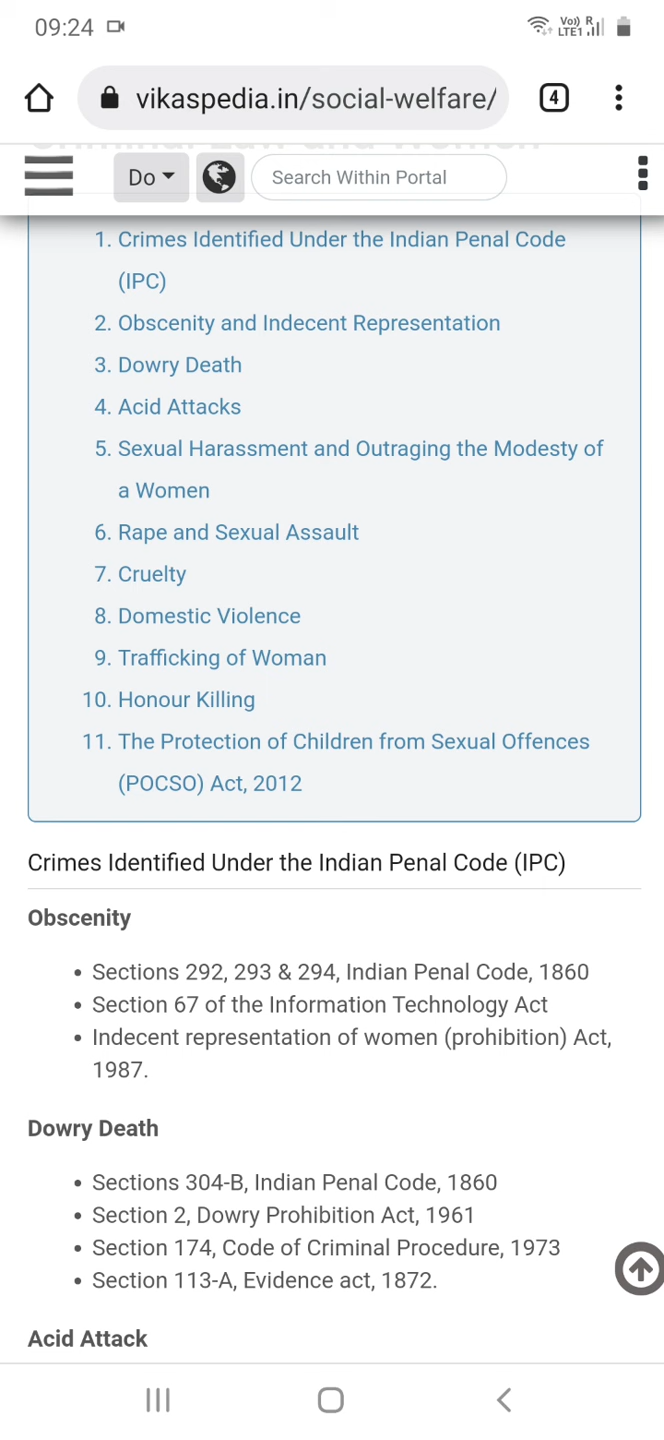 09:24
Vo)) R
LTE1
vikaspedia.in/social-welfare/
4
Criminal Law and Women
Do
Search Within Portal
1. Crimes Identified Under the Indian Penal Code
(IPC)
2. Obscenity and Indecent Representation
3. Dowry Death
4. Acid Attacks
5. Sexual Harassment and Outraging the Modesty of
a Women
6. Rape and Sexual Assault
7. Cruelty
8. Domestic Violence
9. Trafficking of Woman
10. Honour Killing
11. The Protection of Children from Sexual Offences
(POCSO) Act, 2012
Crimes Identified Under the Indian Penal Code (IPC)
Obscenity
• Sections 292, 293 & 294, Indian Penal Code, 1860
• Section 67 of the Information Technology Act
• Indecent representation of women (prohibition) Act,
1987.
Dowry Death
• Sections 304-B, Indian Penal Code, 1860
• Section 2, Dowry Prohibition Act, 1961
• Section 174, Code of Criminal Procedure, 1973
• Section 113-A, Evidence act, 1872.
Acid Attack